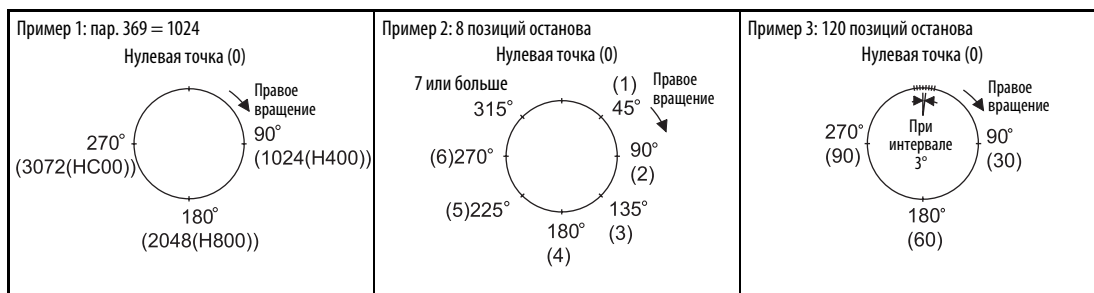 Пример 1: пар. 369 = 1024
Нулевая точка (0)
Правое
вращение
270°
(3072(HC00))
90°
(1024(H400))
180°
(2048(H800))
Пример 2: 8 позиций останова
Нулевая точка (0)
7 или больше
315°
(1)
45°
Правое
вращение
(6)270°
90°
(2)
(5)225°
135°
(3)
180°
(4)
Пример 3: 120 позиций останова
Нулевая точка (0)
Правое
вращение
270°
(90)
При
интервале
3°
90°
(30)
180°
(60)